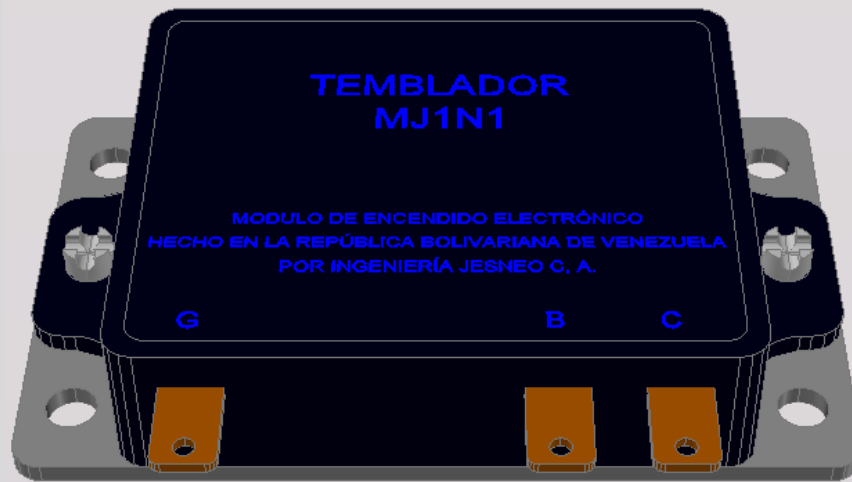 TEMBLADOR
MJ1N1
MODULO DE ENCENDIDO ELECTRÓNICO
HECHO EN LA REPÚBLICA BOLIVARIANA DE VENEZUELA
POR INGENIERÍA JESNEO C, A.
G B C